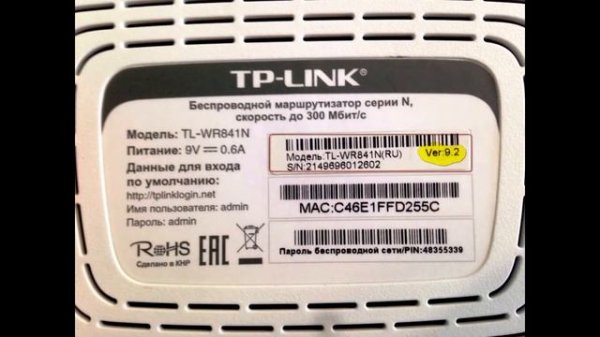 TP-LINK®
Беспроводной маршрутизатор серии N,
скорость до 300 Мбит/с
Модель: TL-WR841N
Питание: 9V ⎓ 0.6A
Данные для входа
по умолчанию:
http://tplinklogin.net
Имя пользователя: admin
Пароль: admin
RoHS
Сделано в КНР
EAC
Модель:TL-WR841N(RU) Ver:9.2
S/N:2149696012602
MAC:C46E1FFD255C
Пароль беспроводной сети/PIN:48355339